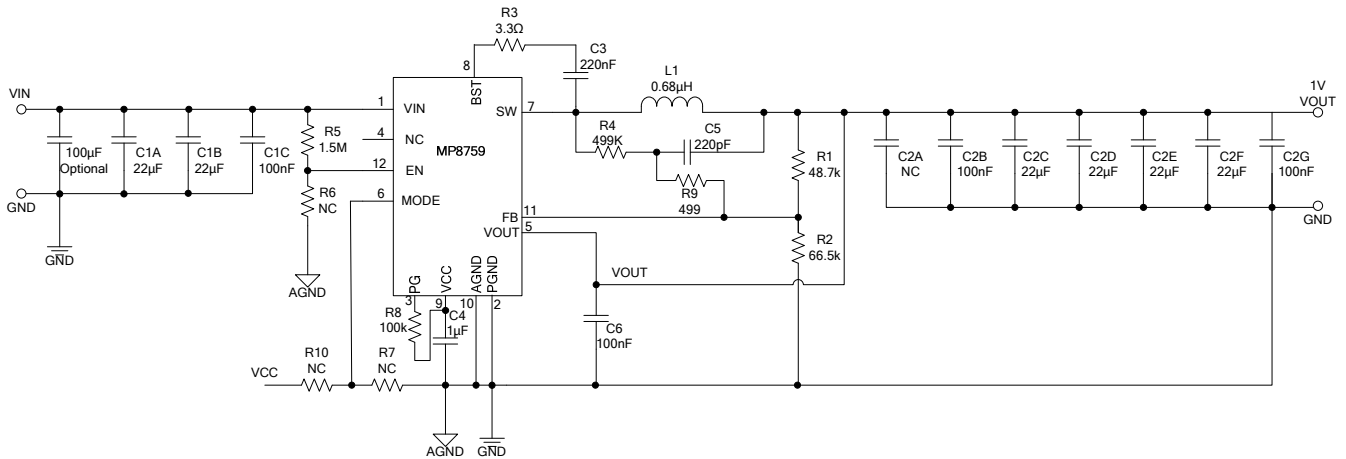 R3
3.3Ω
C3
220nF
8
BST
L1
0.68µH
VIN
1
VIN
SW
7
1V
VOUT
R5
1.5M
4
NC
MP8759
R4
499K
C5
220pF
100µF
Optional
C1A
22µF
C1B
22µF
C1C
100nF
R1
48.7k
C2A
NC
C2B
100nF
C2C
22µF
C2D
22µF
C2E
22µF
C2F
22µF
C2G
100nF
12
EN
R9
499
GND
R6
NC
6
MODE
FB
11
VOUT
5
GND
R2
66.5k
GND
AGND
PG
VCC
AGND
PGND
3
9
10
2
VOUT
R8
100k
C4
1µF
C6
100nF
VCC
R10
NC
R7
NC
AGND
GND